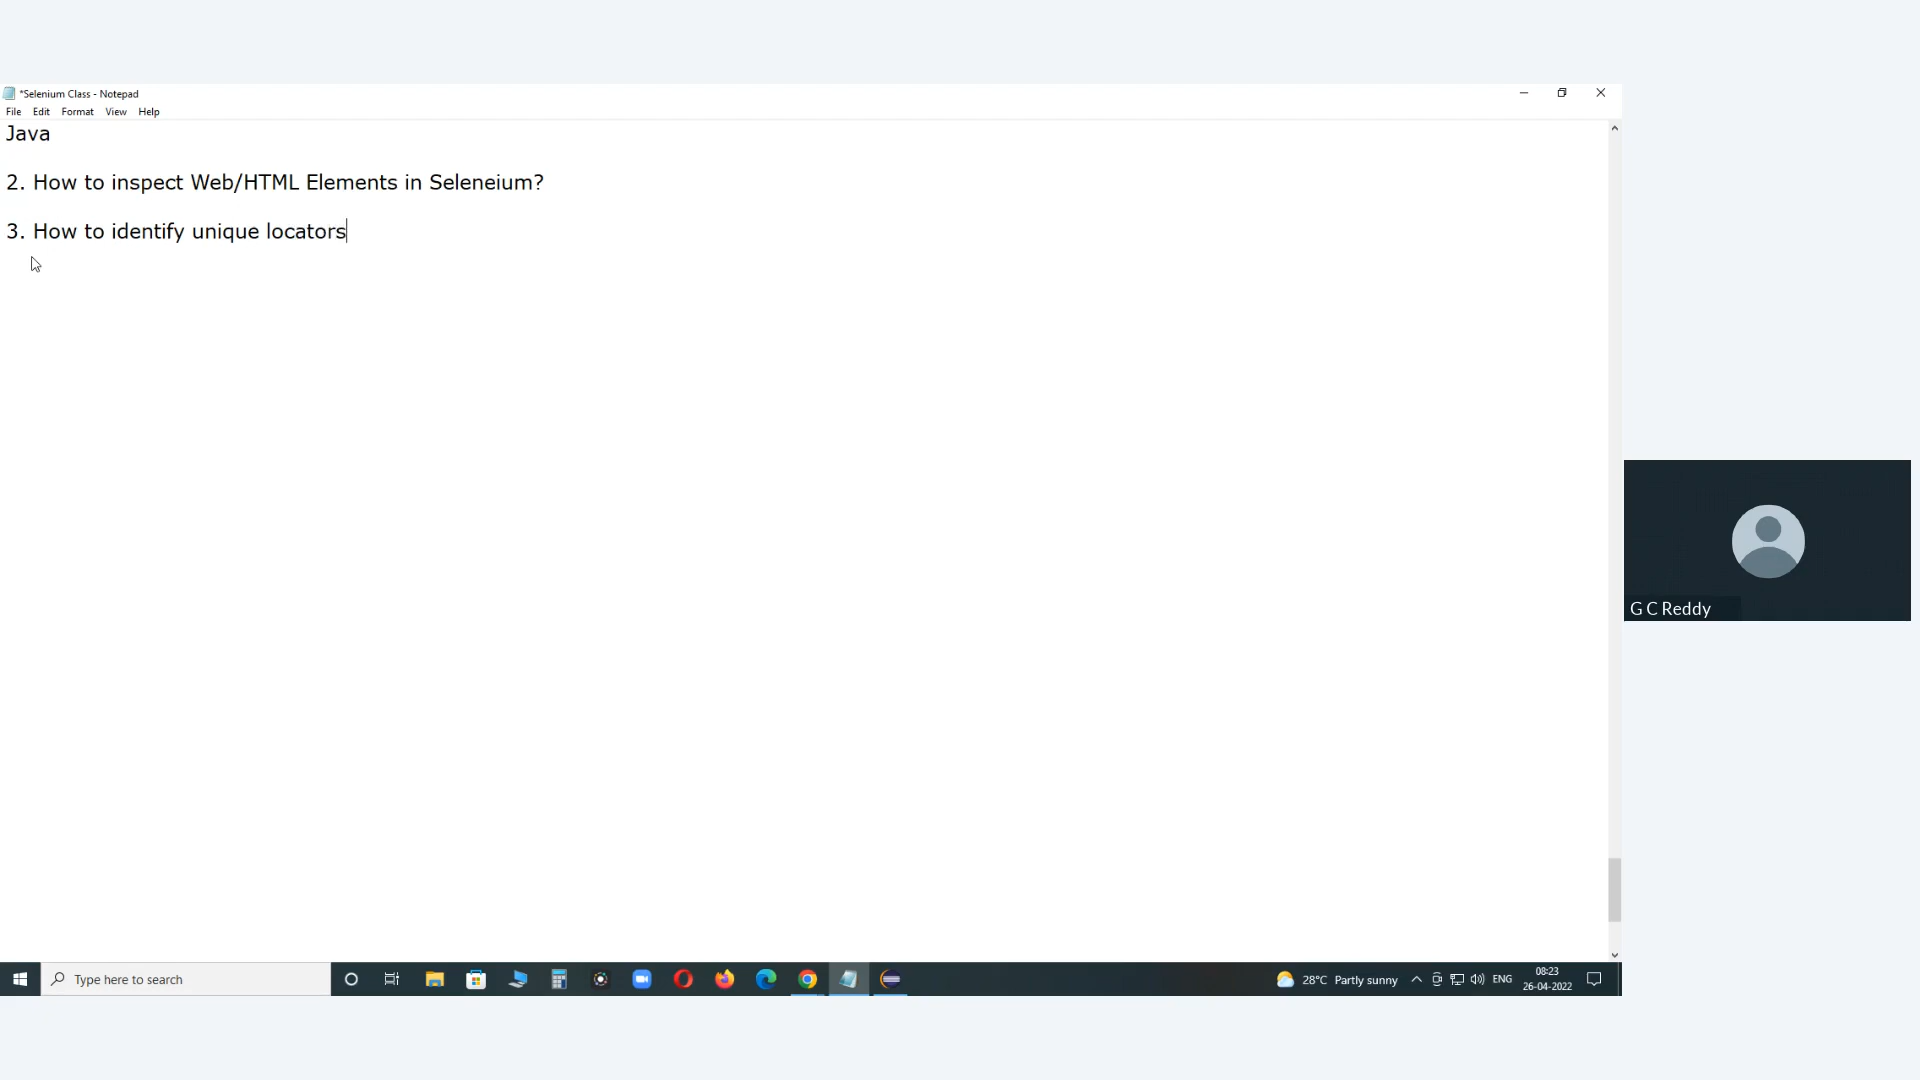 *Selenium Class - Notepad
File Edit Format View Help
Java
2. How to inspect Web/HTML Elements in Seleneium?
3. How to identify unique locators
G C Reddy
Type here to search
28°C Partly sunny
ENG
08:23
26-04-2022